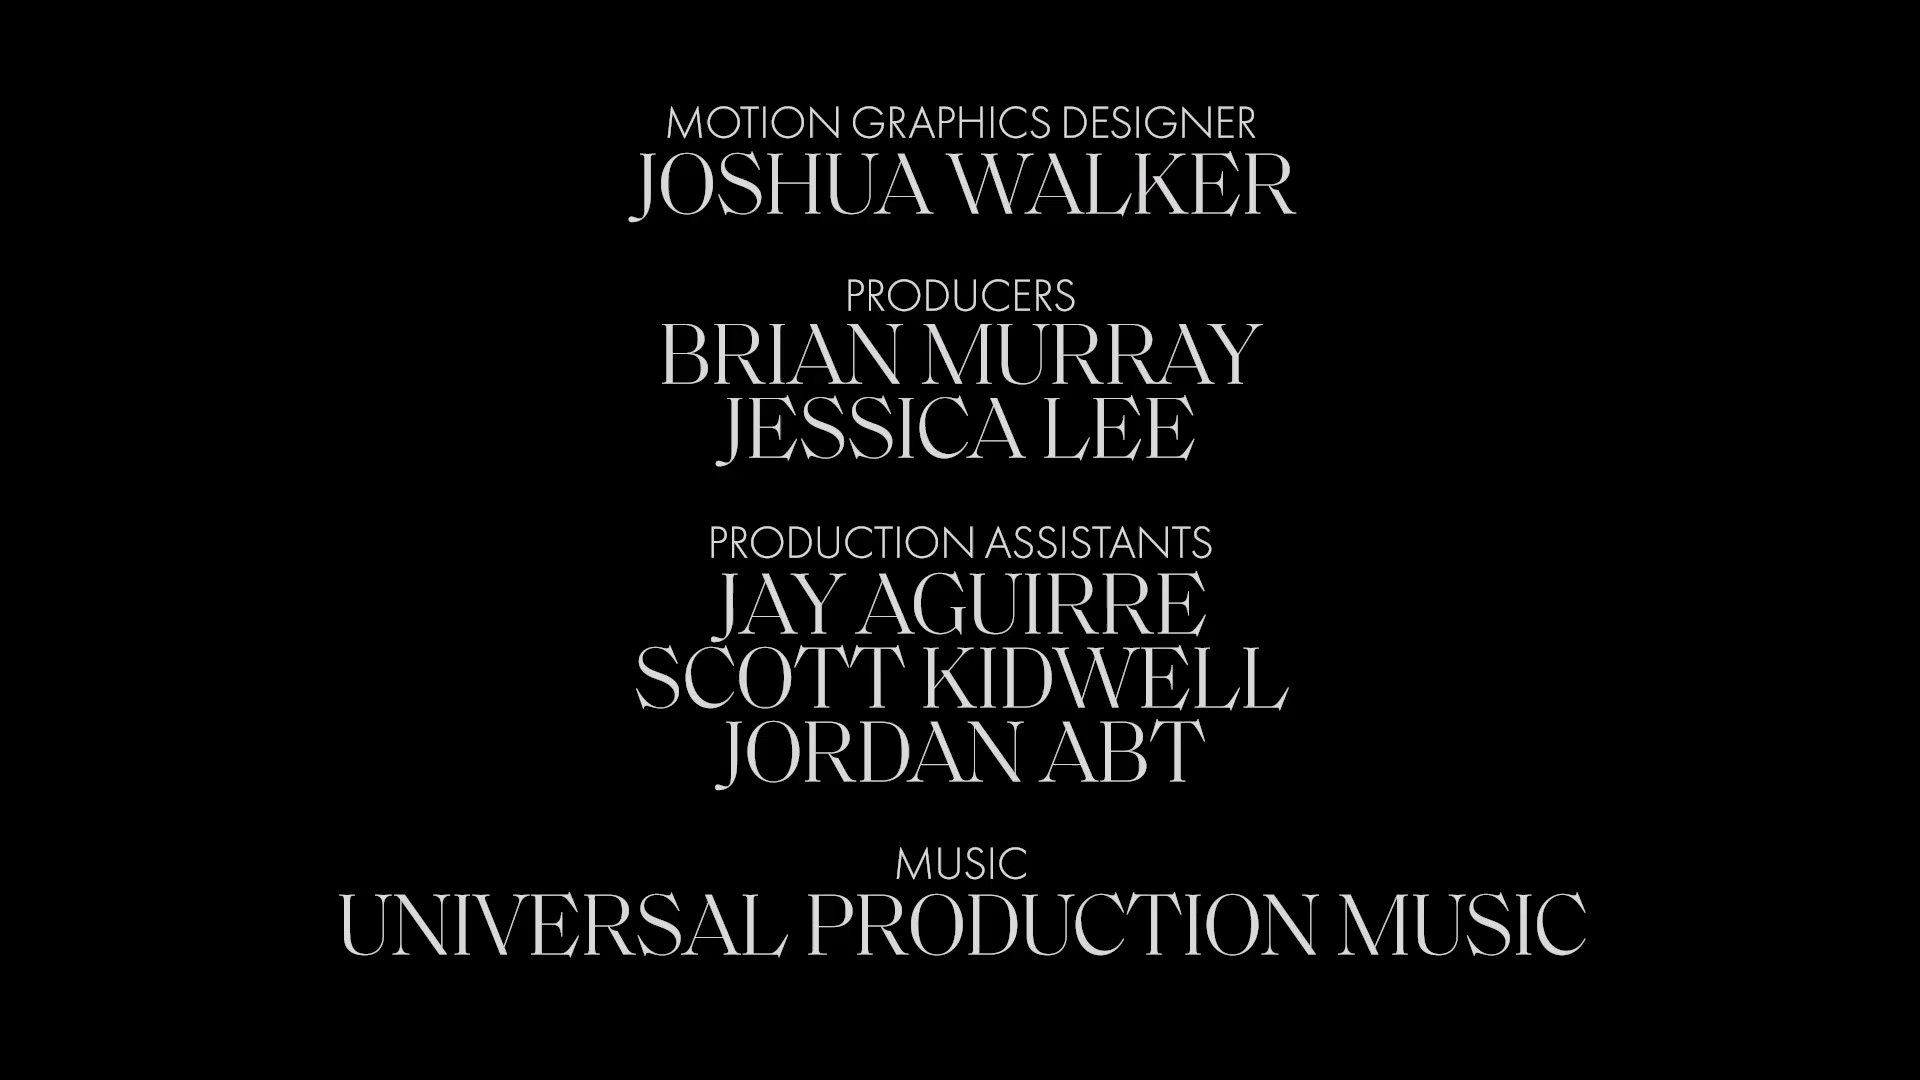 MOTION GRAPHICS DESIGNER
JOSHUA WALKER
PRODUCERS
BRIAN MURRAY
JESSICA LEE
PRODUCTION ASSISTANTS
JAY AGUIRRE
SCOTT KIDWELL
JORDAN ABT
MUSIC
UNIVERSAL PRODUCTION MUSIC